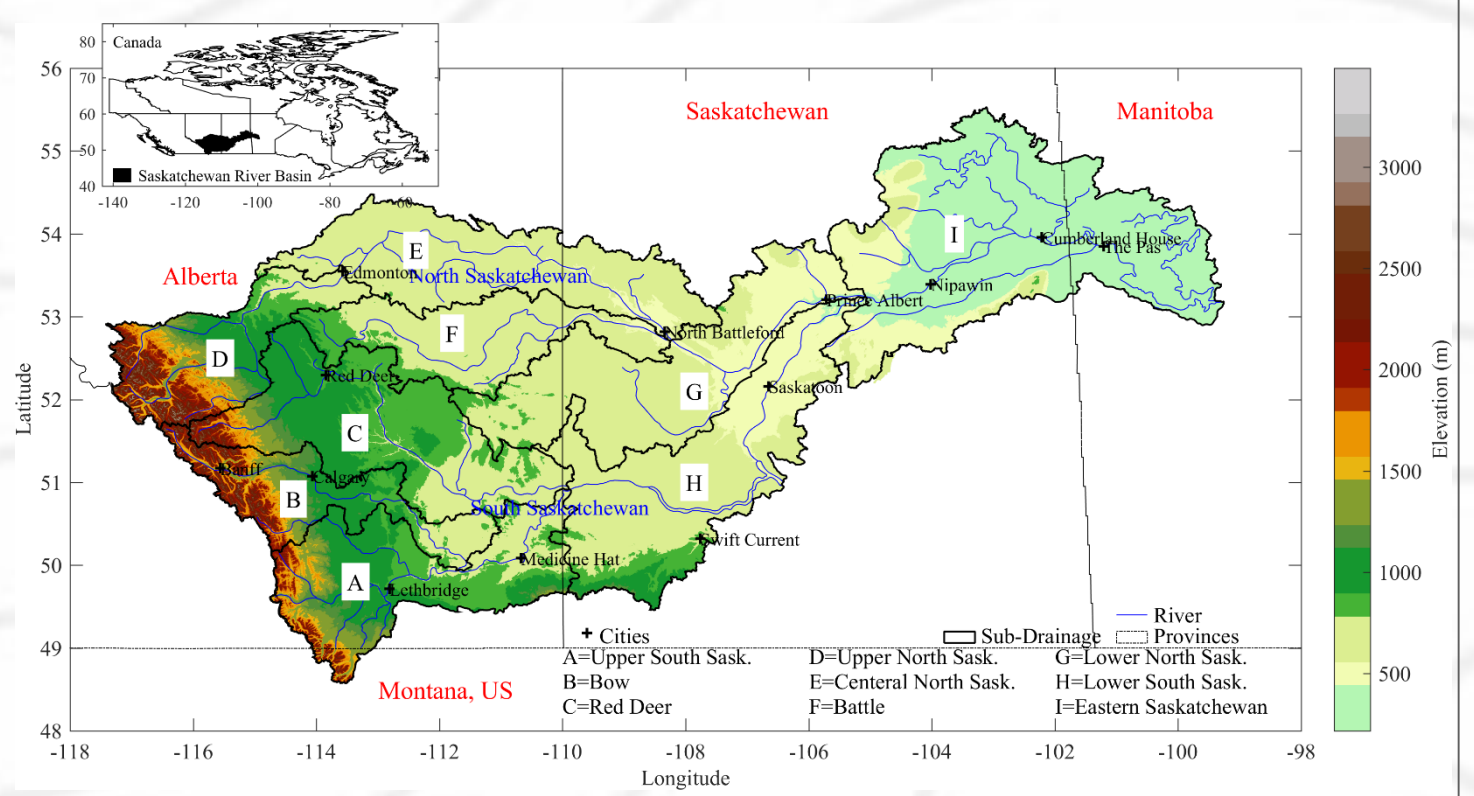 80
Canada
70
60
50
Saskatchewan River Basin
40
-140
-120
-100
-80
-60
56
55
54
53
52
51
50
49
48
Latitude
Saskatchewan
Manitoba
Alberta
Montana, US
E
I
F
D
G
C
H
B
A
Cumberland House
The Pas
Edmonton
North Saskatchewan
Nipawin
Prince Albert
North Battleford
Red Deer
Saskatoon
Banff
Calgary
South Saskatchewan
Swift Current
Medicine Hat
Lethbridge
River
Cities
Sub-Drainage
Provinces
A=Upper South Sask.
D=Upper North Sask.
G=Lower North Sask.
B=Bow
E=Centeral North Sask.
H=Lower South Sask.
C=Red Deer
F=Battle
I=Eastern Saskatchewan
-118
-116
-114
-112
-110
-108
-106
-104
-102
-100
-98
Longitude
3000
2500
2000
1500
1000
500
Elevation (m)